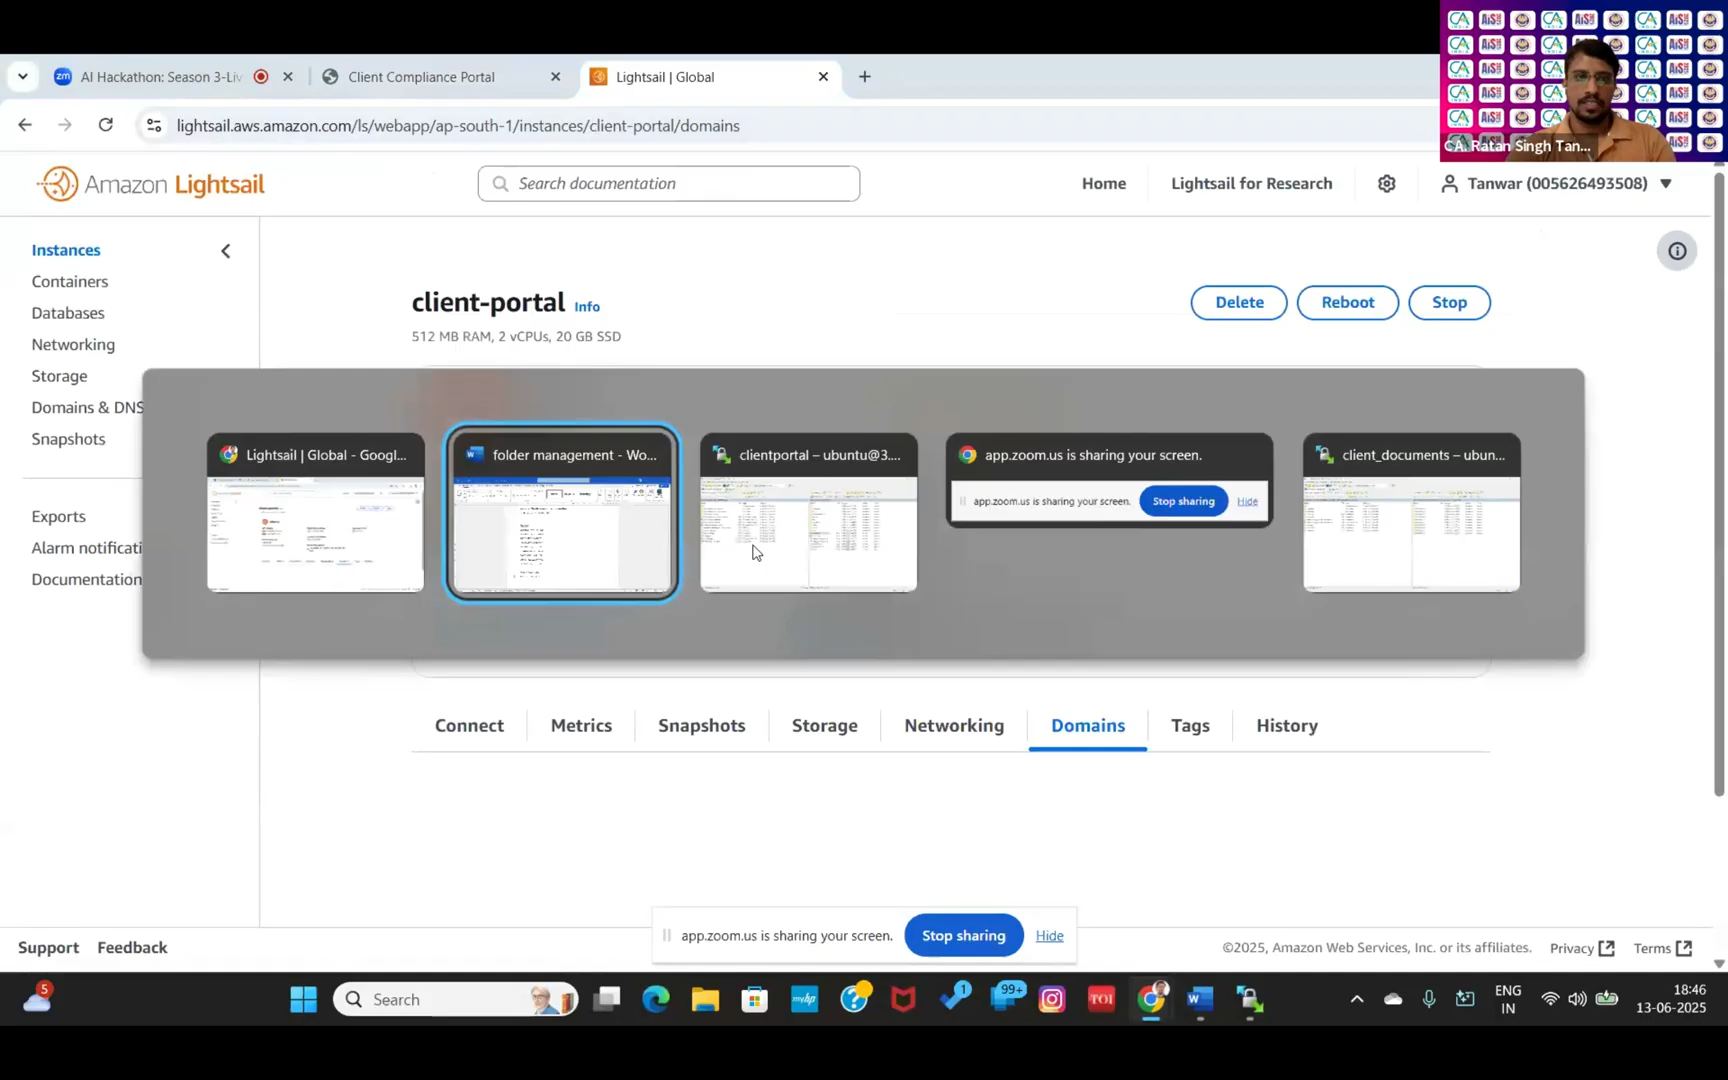 AI Hackathon: Season 3-Liv
Client Compliance Portal
Lightsail | Global
lightsail.aws.amazon.com/ls/webapp/ap-south-1/instances/client-portal/domains
CA. Ratan Singh Tan...
Amazon Lightsail
Search documentation
Home
Lightsail for Research
Tanwar (005626493508)
Instances
Containers
Databases
Networking
Storage
Domains & DNS
Snapshots
Exports
Alarm notificati
Documentation
client-portal Info
512 MB RAM, 2 vCPUs, 20 GB SSD
Delete
Reboot
Stop
Lightsail | Global - Googl...
folder management - Wo...
clientportal – ubuntu@3....
app.zoom.us is sharing your screen.
client_documents – ubun...
app.zoom.us is sharing your screen.
Stop sharing
Hide
Connect
Metrics
Snapshots
Storage
Networking
Domains
Tags
History
app.zoom.us is sharing your screen.
Stop sharing
Hide
Support
Feedback
©2025, Amazon Web Services, Inc. or its affiliates.
Privacy
Terms
5
Search
myhp
1
99+
TOI
ENG
IN
18:46
13-06-2025